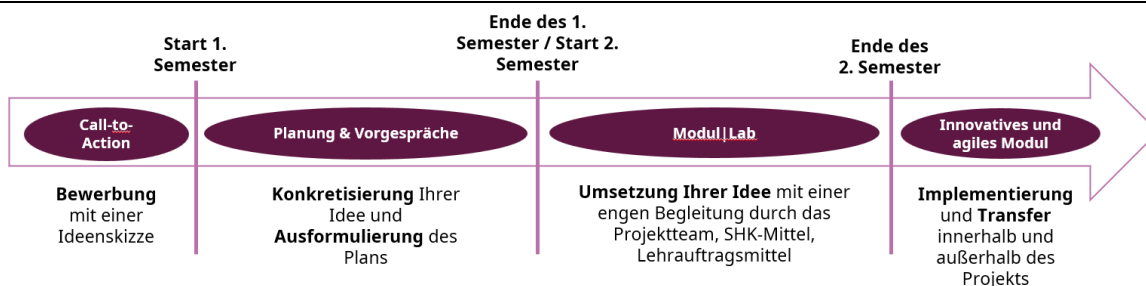 Start 1.
Semester
Ende des 1.
Semester / Start 2.
Semester
Ende des
2. Semester
Call-to-
Action
Planung & Vorgespräche
Modul|Lab
Innovatives und
agiles Modul
Bewerbung
mit einer
Ideenskizze
Konkretisierung Ihrer
Idee und
Ausformulierung des
Plans
Umsetzung Ihrer Idee mit einer
engen Begleitung durch das
Projektteam, SHK-Mittel,
Lehrauftragsmittel
Implementierung
und Transfer
innerhalb und
außerhalb des
Projekts